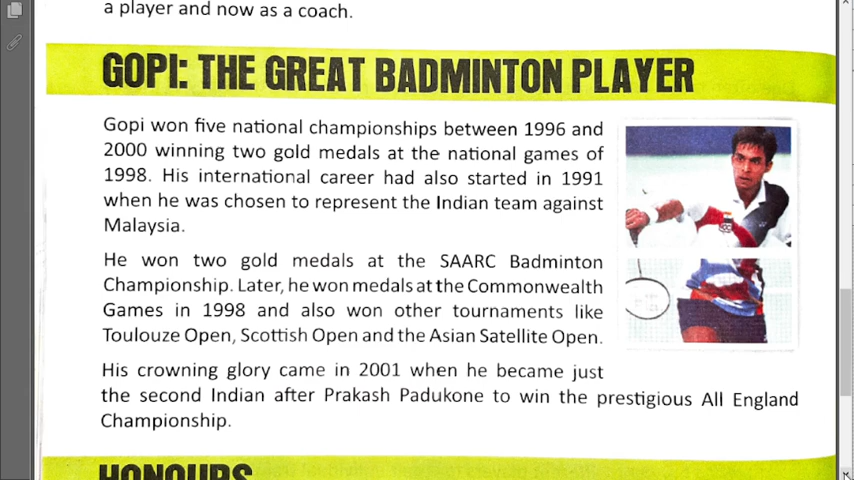 a player and now as a coach.
GOPI: THE GREAT BADMINTON PLAYER
Gopi won five national championships between 1996 and
2000 winning two gold medals at the national games of
1998. His international career had also started in 1991
when he was chosen to represent the Indian team against
Malaysia.
He won two gold medals at the SAARC Badminton
Championship. Later, he won medals at the Commonwealth
Games in 1998 and also won other tournaments like
Toulouze Open, Scottish Open and the Asian Satellite Open.
His crowning glory came in 2001 when he became just
the second Indian after Prakash Padukone to win the prestigious All England
Championship.
HONOURS